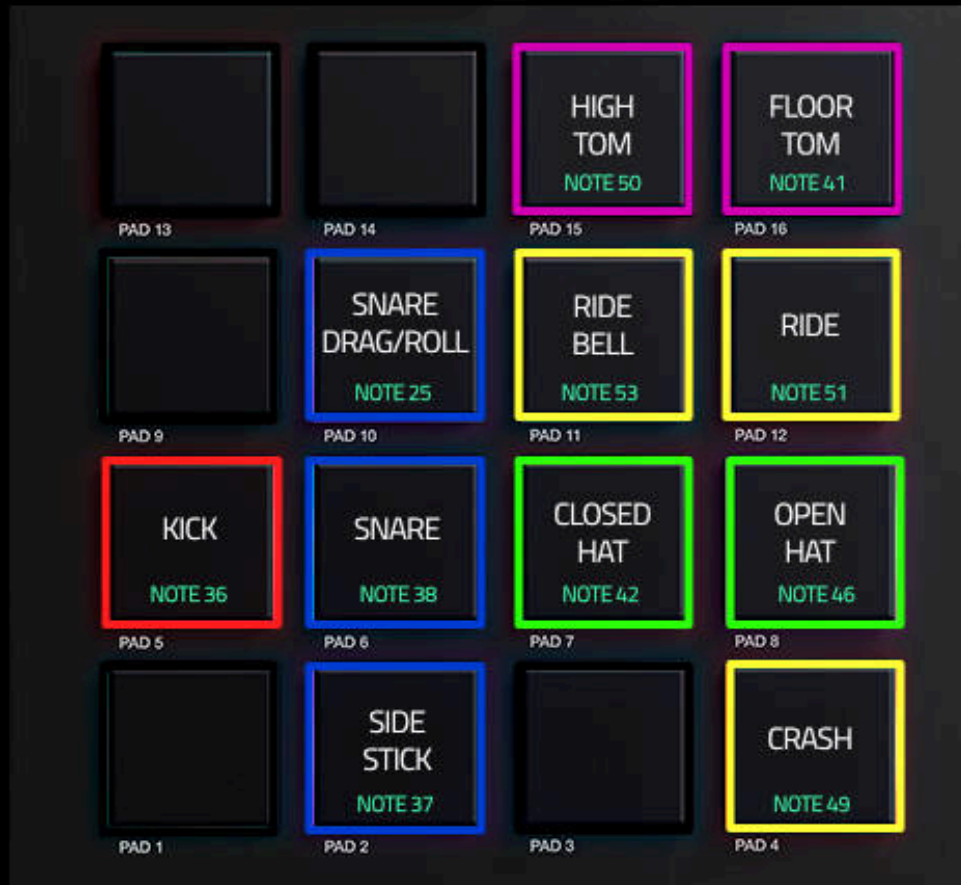 HIGH
TOM
NOTE 50
FLOOR
TOM
NOTE 41
PAD 13
PAD 14
PAD 15
PAD 16
SNARE
DRAG/ROLL
NOTE 25
RIDE
BELL
NOTE 53
RIDE
NOTE 51
PAD 9
PAD 10
PAD 11
PAD 12
KICK
NOTE 36
SNARE
NOTE 38
CLOSED
HAT
NOTE 42
OPEN
HAT
NOTE 46
PAD 5
PAD 6
PAD 7
PAD 8
SIDE
STICK
NOTE 37
CRASH
NOTE 49
PAD 1
PAD 2
PAD 3
PAD 4